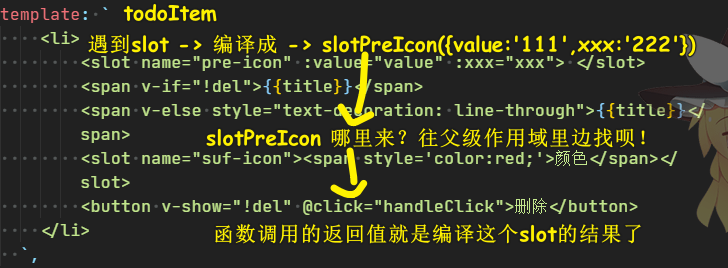 template: ` todoItem
<li> 遇到slot -> 编译成 -> slotPreIcon({value:'111',xxx:'222'})
<slot name="pre-icon" :value="value" :xxx="xxx"> </slot>
<span v-if="!del">{{title}}</span>
<span v-else style="text-decoration: line-through">{{title}}</
span>
slotPreIcon 哪里来？往父级作用域里边找呗！
<slot name="suf-icon"><span style='color:red;'>颜色</span></
slot>
<button v-show="!del" @click="handleClick">删除</button>
</li> 函数调用的返回值就是编译这个slot的结果了
`,